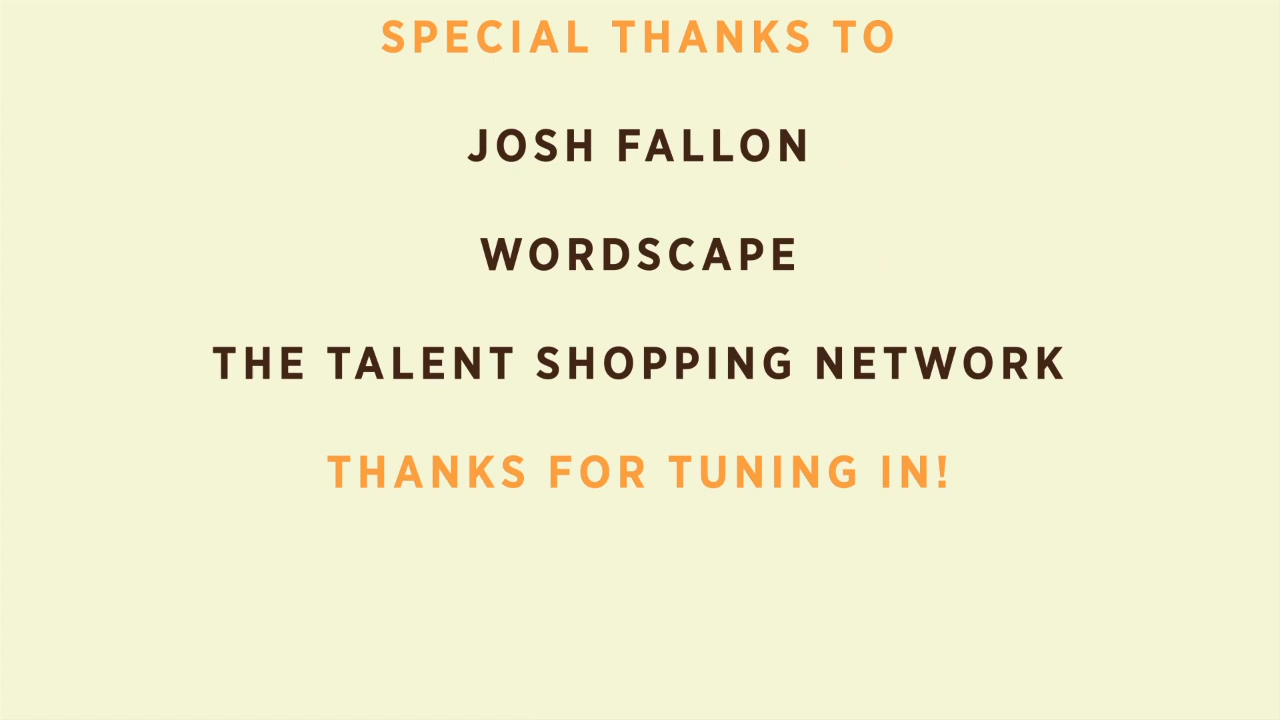 SPECIAL THANKS TO
JOSH FALLON
WORDSCAPE
THE TALENT SHOPPING NETWORK
THANKS FOR TUNING IN!